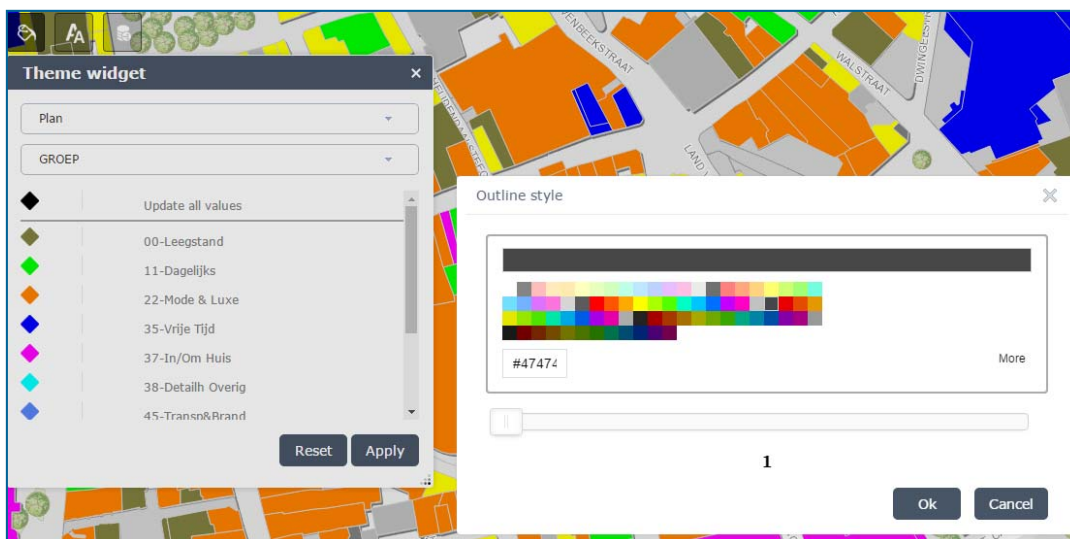 A
A
Theme widget
×
Plan
GROEP
Update all values
00-Leegstand
11-Dagelijks
22-Mode & Luxe
35-Vrije Tijd
37-In/Om Huis
38-Detailh Overig
45-Transp&Brand
Reset
Apply
WALSTRAAT
LAND
Outline style
#47474
More
1
Ok
Cancel